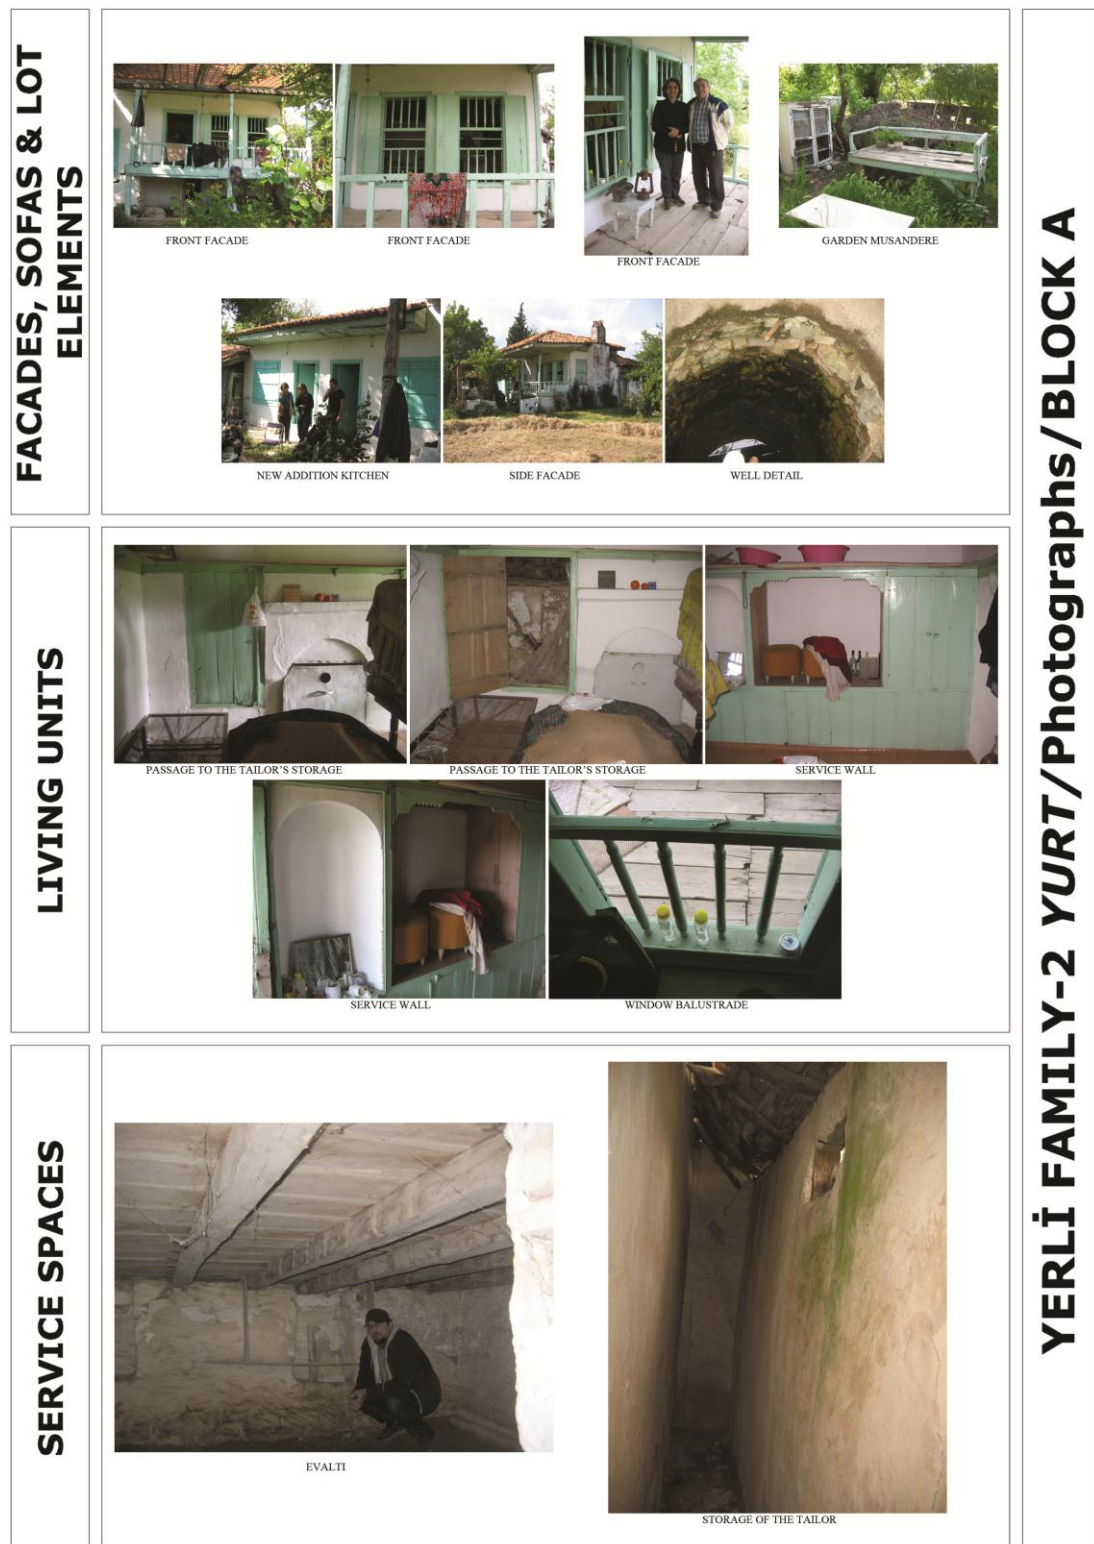 FACADES, SOFAS & LOT
ELEMENTS
FRONT FACADE
FRONT FACADE
FRONT FACADE
GARDEN MUSANDERE
NEW ADDITION KITCHEN
SIDE FACADE
WELL DETAIL
LIVING UNITS
PASSAGE TO THE TAILOR'S STORAGE
PASSAGE TO THE TAILOR'S STORAGE
SERVICE WALL
SERVICE WALL
WINDOW BALUSTRADE
SERVICE SPACES
EVALTI
STORAGE OF THE TAILOR
YERLİ FAMILY-2 YURT/Photographs/BLOCK A